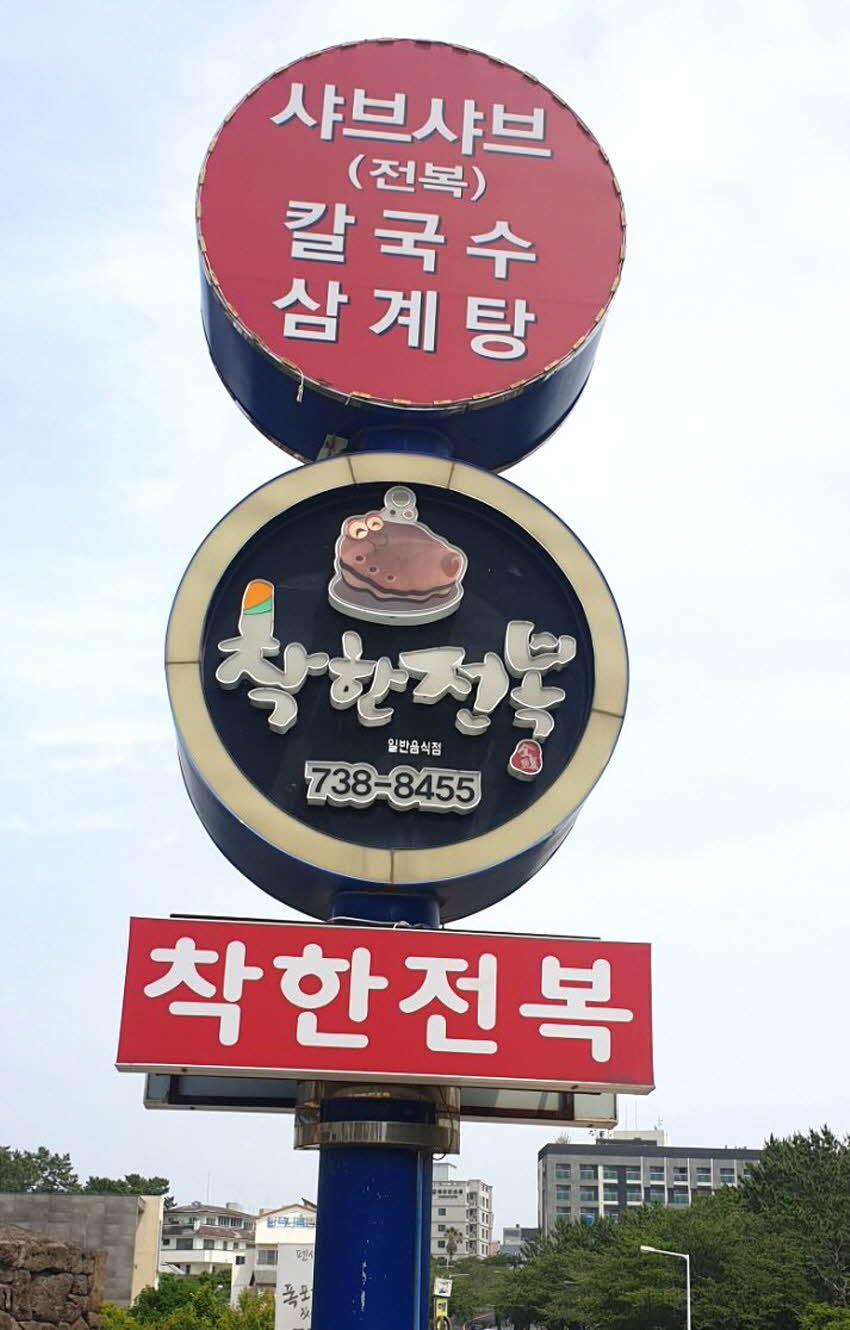 샤브샤브
(전복)
칼국수
삼계탕
착한전복
일반음식점
738-8455
착한전복